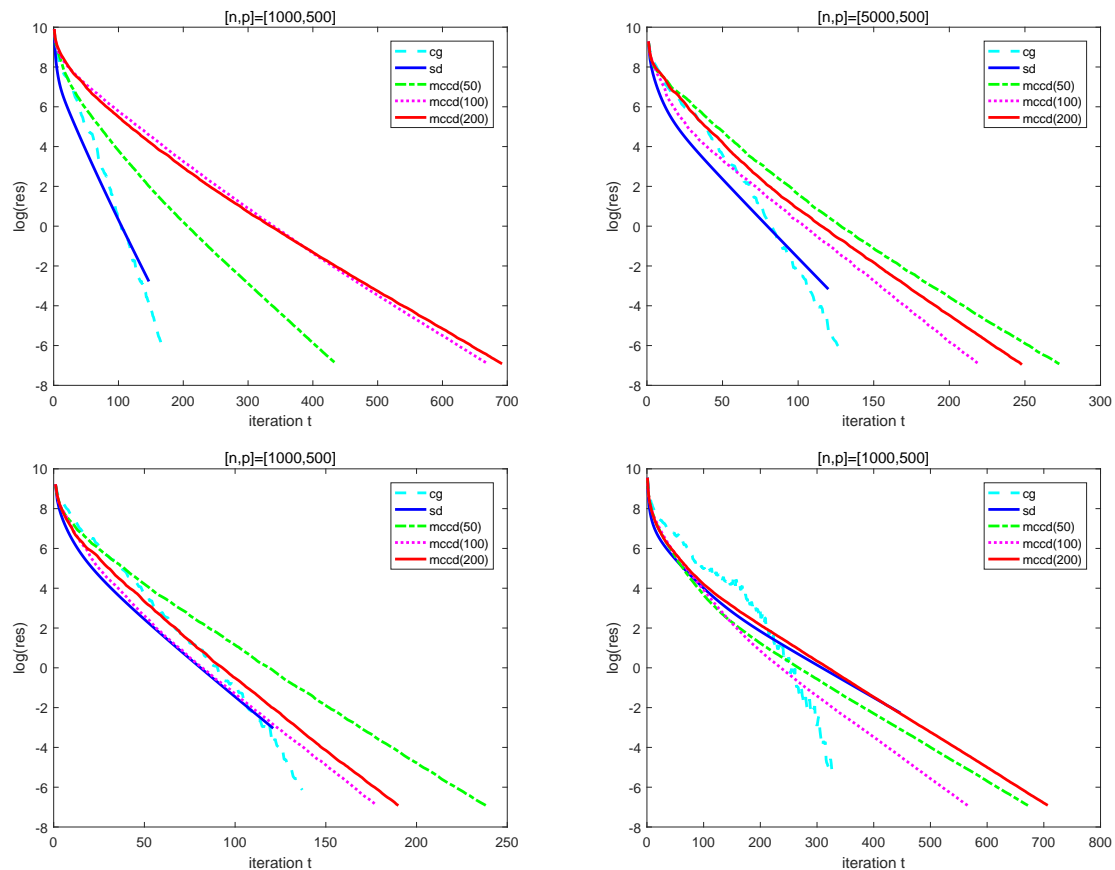 [n,p]=[1000,500]
10
8
6
4
2
0
-2
-4
-6
-8
log(res)
0 100 200 300 400 500 600 700
iteration t
cg
sd
mccd(50)
mccd(100)
mccd(200)
[n,p]=[5000,500]
10
8
6
4
2
0
-2
-4
-6
-8
log(res)
0 50 100 150 200 250 300
iteration t
cg
sd
mccd(50)
mccd(100)
mccd(200)
[n,p]=[1000,500]
10
8
6
4
2
0
-2
-4
-6
-8
log(res)
0 50 100 150 200 250
iteration t
cg
sd
mccd(50)
mccd(100)
mccd(200)
[n,p]=[1000,500]
10
8
6
4
2
0
-2
-4
-6
-8
log(res)
0 100 200 300 400 500 600 700 800
iteration t
cg
sd
mccd(50)
mccd(100)
mccd(200)